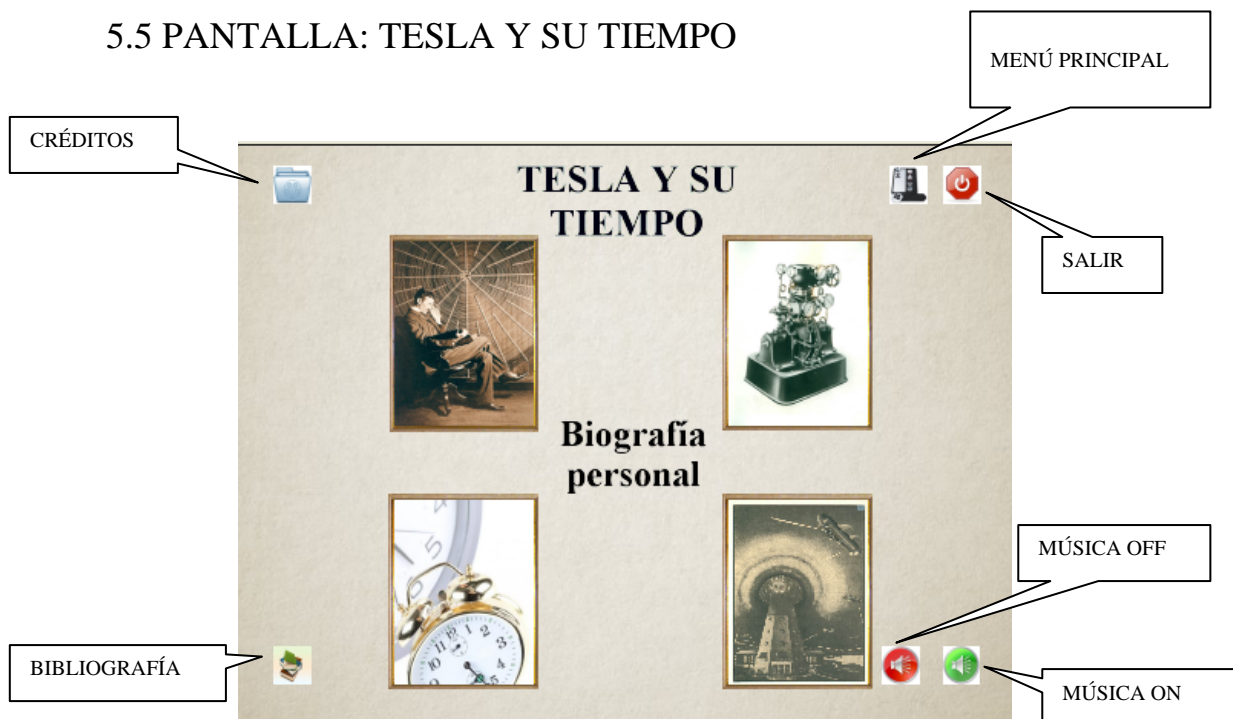 5.5 PANTALLA: TESLA Y SU TIEMPO
MENÚ PRINCIPAL
CRÉDITOS
TESLA Y SU
TIEMPO
SALIR
Biografía
personal
MÚSICA OFF
BIBLIOGRAFÍA
MÚSICA ON